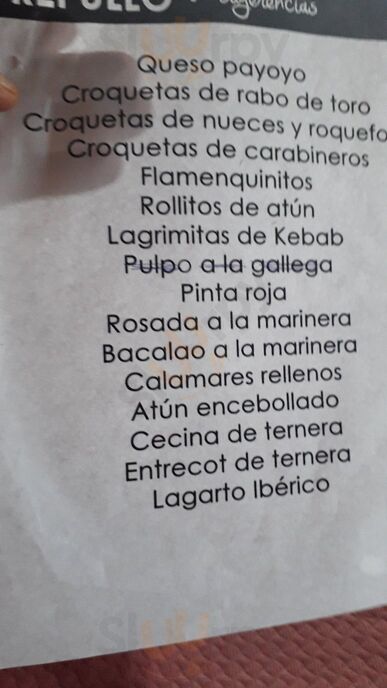 sugerencias
Queso payoyo
Croquetas de rabo de toro
Croquetas de nueces y roquefo
Croquetas de carabineros
Flamenquinitos
Rollitos de atún
Lagrimitas de Kebab
Pulpo a la gallega
Pinta roja
Rosada a la marinera
Bacalao a la marinera
Calamares rellenos
Atún encebollado
Cecina de ternera
Entrecot de ternera
Lagarto Ibérico